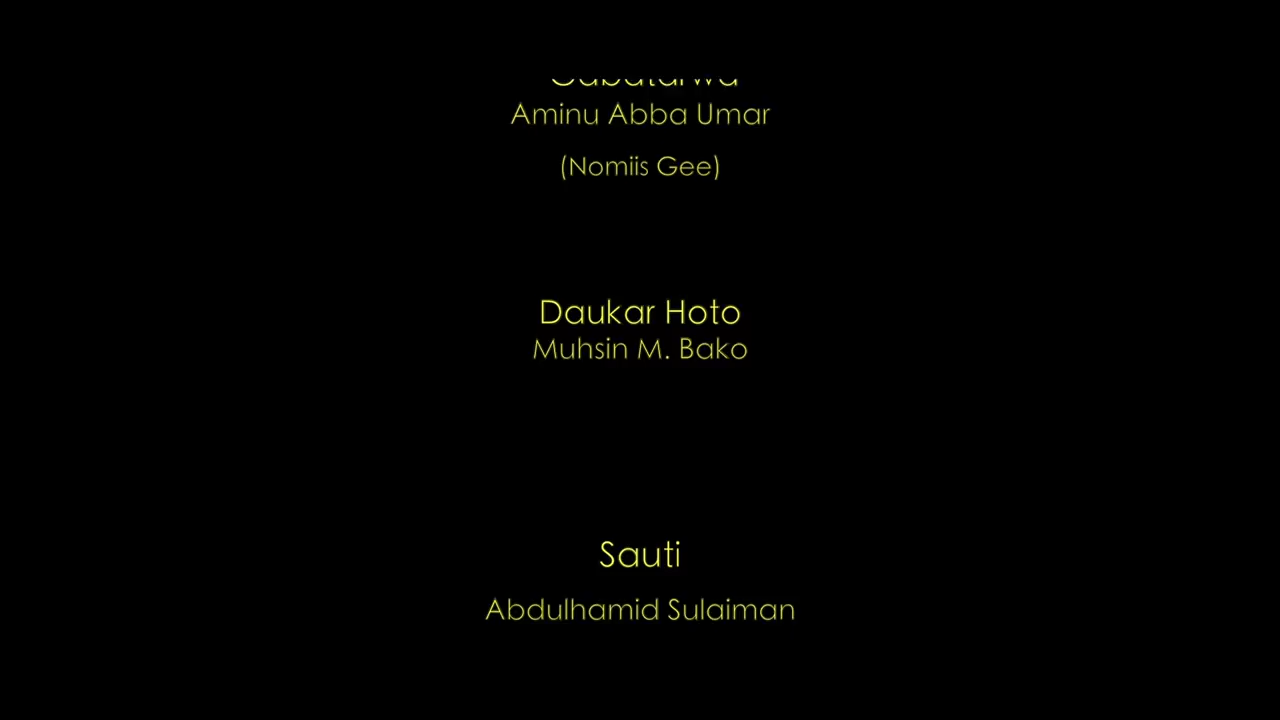 Aminu Abba Umar
(Nomiis Gee)
Daukar Hoto
Muhsin M. Bako
Sauti
Abdulhamid Sulaiman